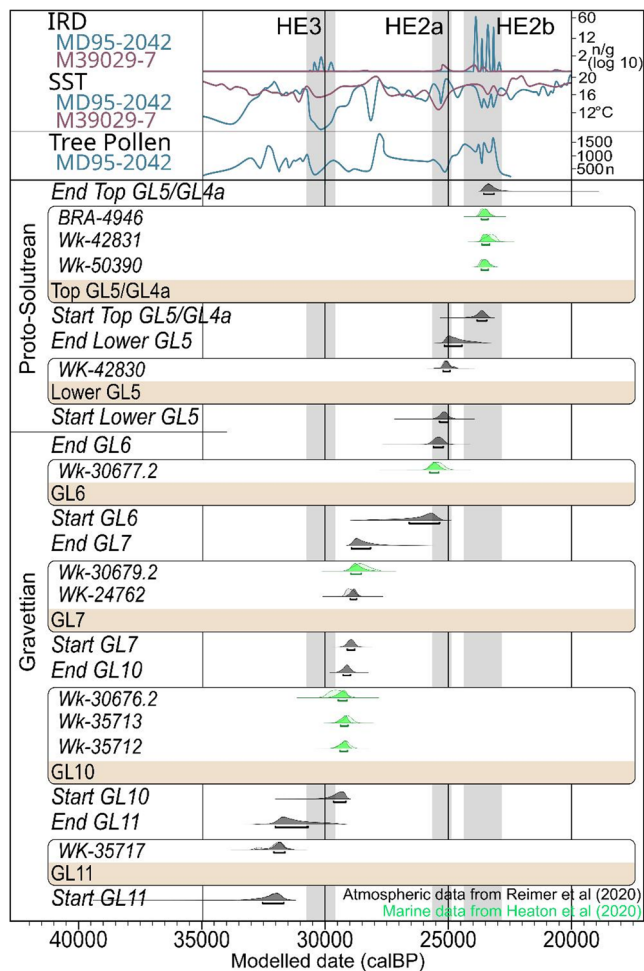 IRD
MD95-2042
M39029-7
HE3
HE2a
HE2b
60
12
n/g
2
(log 10)
SST
MD95-2042
M39029-7
20
16
12°C
Tree Pollen
MD95-2042
1500
1000
500n
Proto-Solutrean
End Top GL5/GL4a
BRA-4946
Wk-42831
Wk-50390
Top GL5/GL4a
Start Top GL5/GL4a
End Lower GL5
WK-42830
Lower GL5
Start Lower GL5
Gravettian
End GL6
Wk-30677.2
GL6
Start GL6
End GL7
Wk-30679.2
WK-24762
GL7
Start GL7
End GL10
Wk-30676.2
Wk-35713
Wk-35712
GL10
Start GL10
End GL11
WK-35717
GL11
Start GL11
Atmospheric data from Reimer et al (2020)
Marine data from Heaton et al (2020)
40000 35000 30000 25000 20000
Modelled date (calBP)